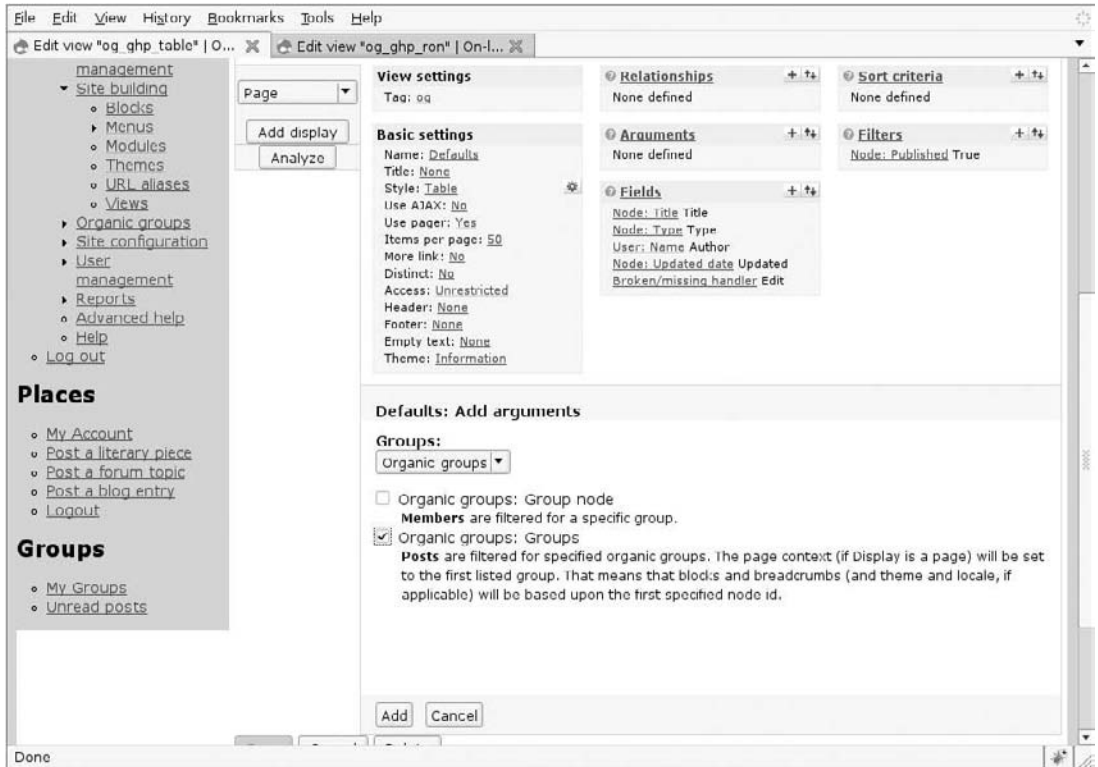 File Edit View History Bookmarks Tools Help
Edit view "og_ghp_table" | O...
Edit view "og_ghp_ron" | On-l...
management
Site building
Blocks
Menus
Modules
Themes
URL aliases
Views
Organic groups
Site configuration
User
management
Reports
Advanced help
Help
Log out
Places
My Account
Post a literary piece
Post a forum topic
Post a blog entry
Logout
Groups
My Groups
Unread posts
Page
Add display
Analyze
View settings
Tag: og
Basic settings
Name: Defaults
Title: None
Style: Table
Use AJAX: No
Use pager: Yes
Items per page: 50
More link: No
Distinct: No
Access: Unrestricted
Header: None
Footer: None
Empty text: None
Theme: Information
Relationships
None defined
Arguments
None defined
Fields
Node: Title Title
Node: Type Type
User: Name Author
Node: Updated date Updated
Broken/missing handler Edit
Sort criteria
None defined
Filters
Node: Published True
Defaults: Add arguments
Groups:
Organic groups
Organic groups: Group node
Members are filtered for a specific group.
Organic groups: Groups
Posts are filtered for specified organic groups. The page context (if Display is a page) will be set
to the first listed group. That means that blocks and breadcrumbs (and theme and locale, if
applicable) will be based upon the first specified node id.
Add Cancel
Done